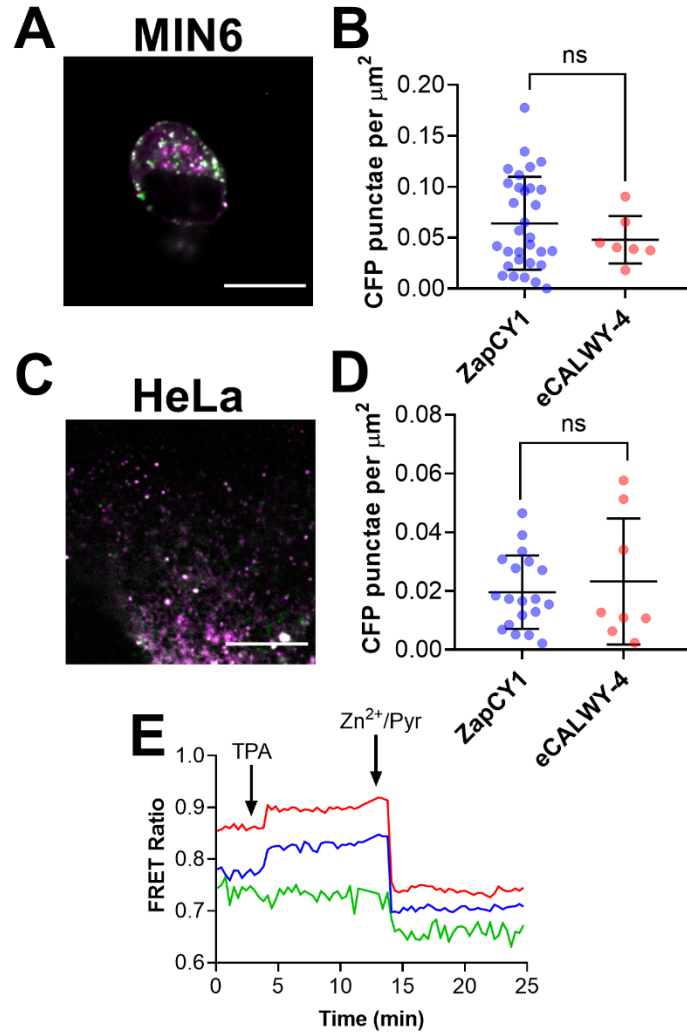 A
MIN6
B
ns
CFP punctae per μm²
0.20
0.15
0.10
0.05
0.00
ZapCY1
eCALWY-4
C
HeLa
D
ns
CFP punctae per μm²
0.08
0.06
0.04
0.02
0.00
ZapCY1
eCALWY-4
E
TPA
Zn²⁺/Pyr
FRET Ratio
1.0
0.9
0.8
0.7
0.6
0 5 10 15 20 25
Time (min)